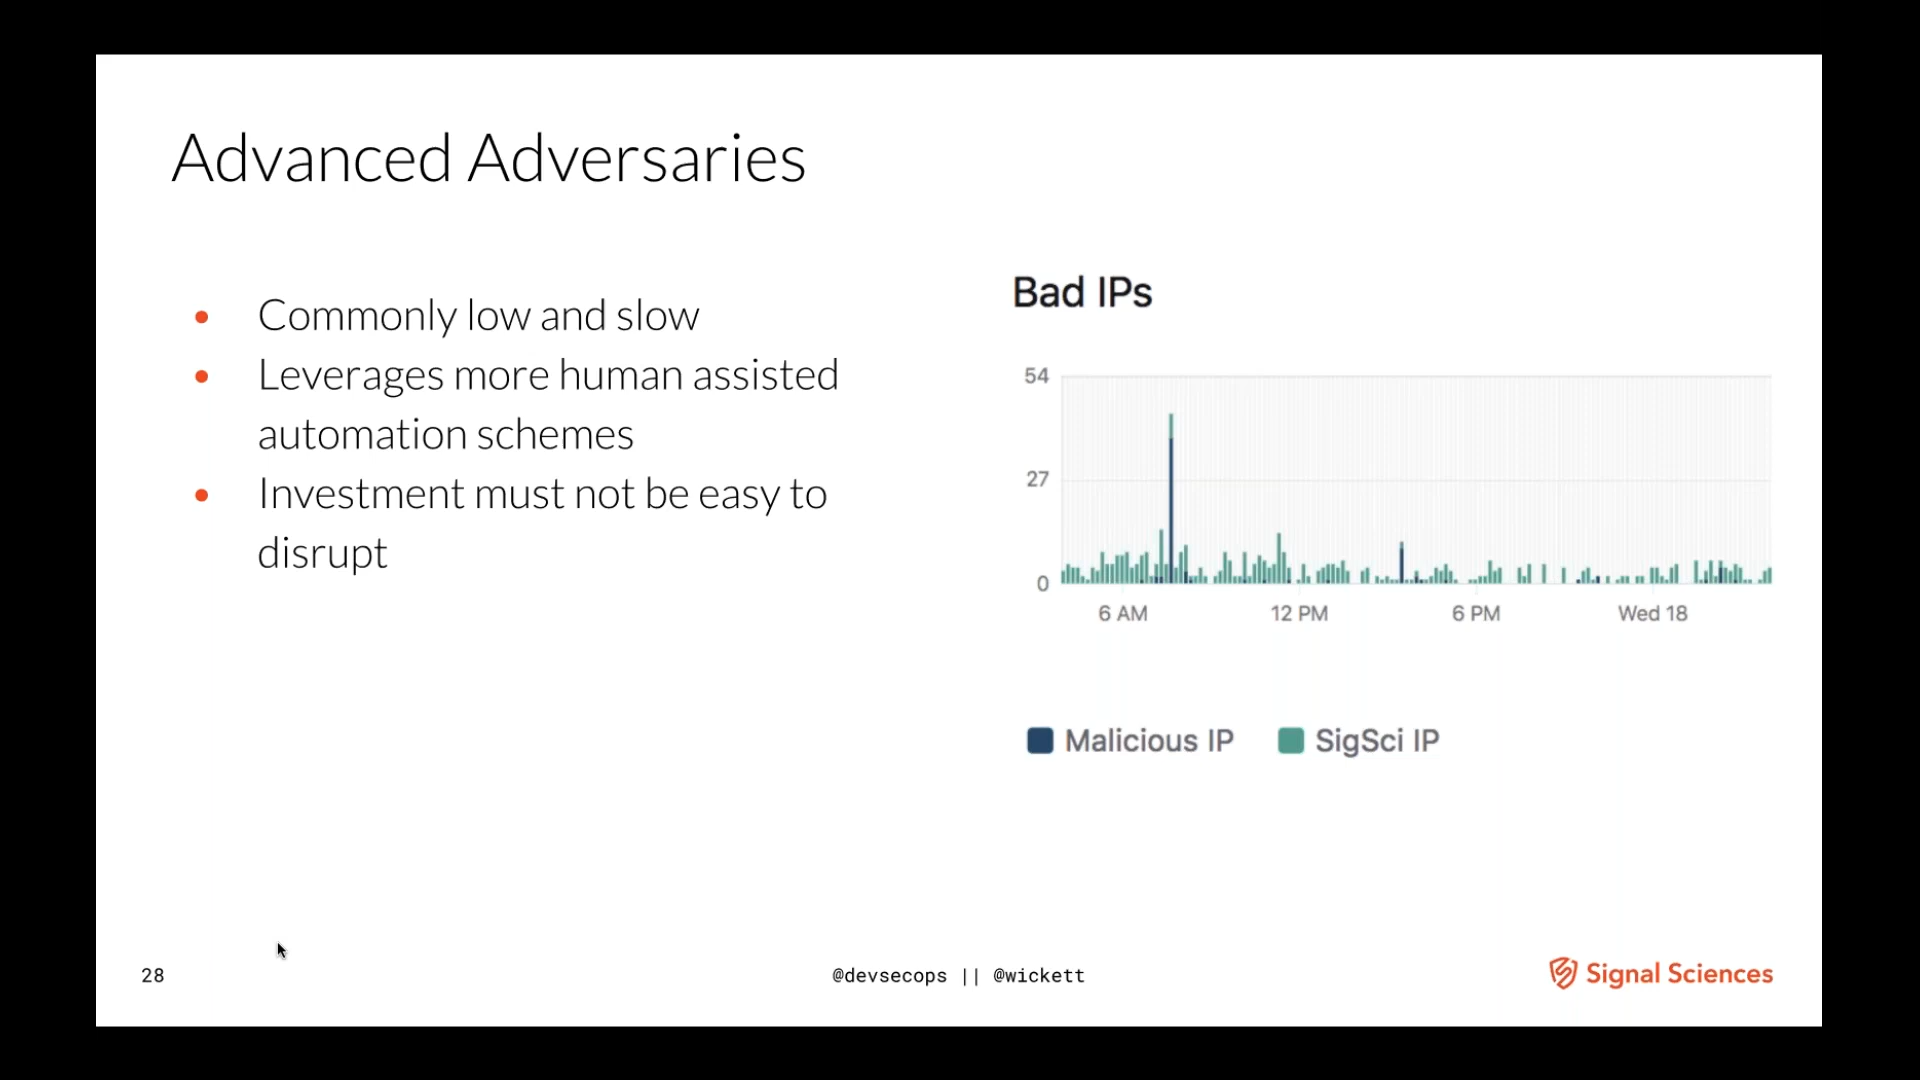 Advanced Adversaries
Commonly low and slow
Leverages more human assisted
automation schemes
Investment must not be easy to
disrupt
Bad IPs
54
27
0
6 AM 12 PM 6 PM Wed 18
Malicious IP SigSci IP
28
@devsecops || @wickett
Signal Sciences